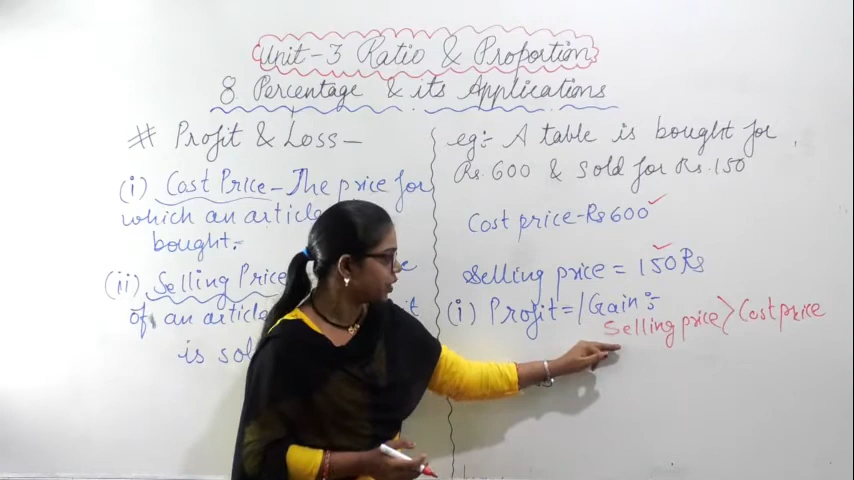 Unit-3 Ratio & Proportion
8. Percentage & its Applications
# Profit & Loss-
(i) Cost Price - The price for
which an article
bought.
(ii) Selling Price
of an article
is sol
eg:- A table is bought for
Rs. 600 & sold for Rs. 150
Cost price - Rs 600
Selling price = 150 Rs
(i) Profit = / Gain :-
Selling price > Cost price